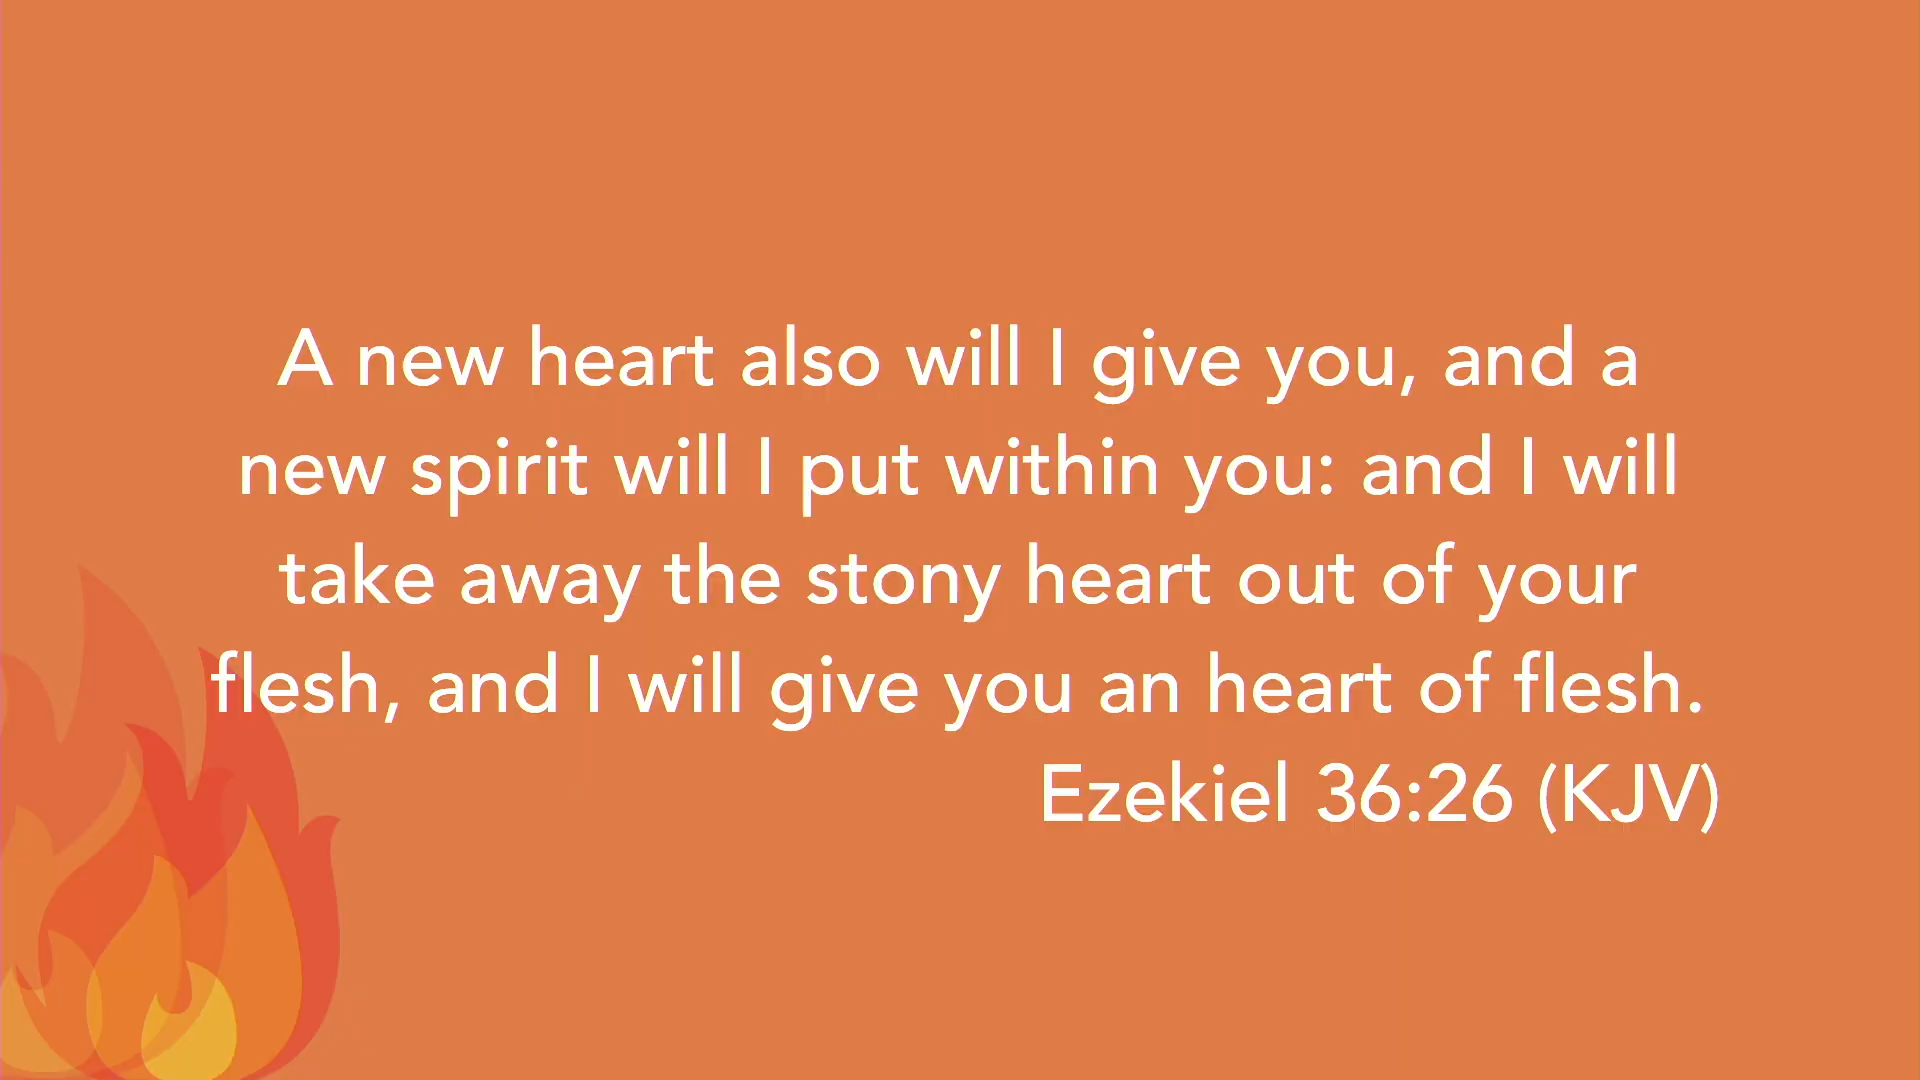 A new heart also will I give you, and a
new spirit will I put within you: and I will
take away the stony heart out of your
flesh, and I will give you an heart of flesh.
Ezekiel 36:26 (KJV)